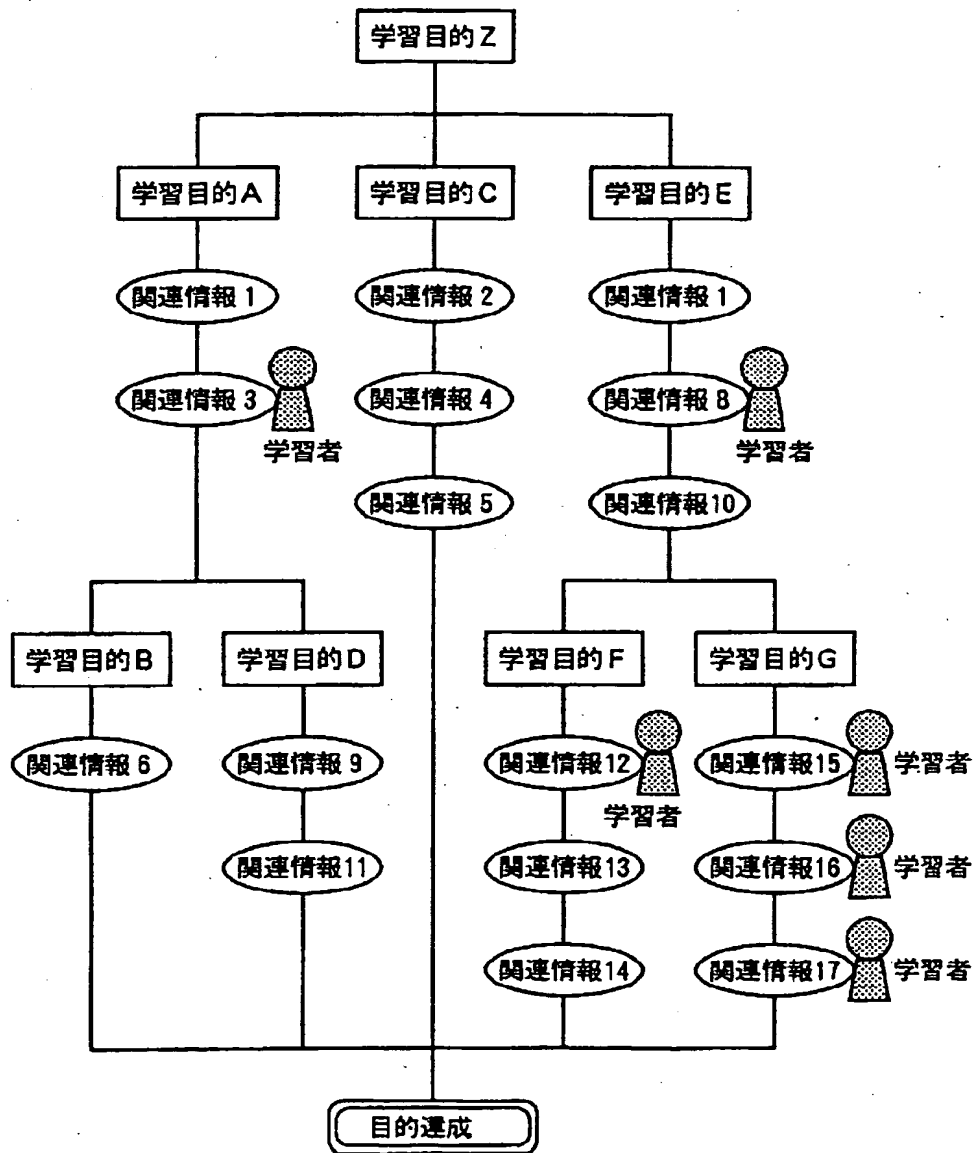 学習目的Z
学習目的A
学習目的C
学習目的E
関連情報1
関連情報2
関連情報1
関連情報3
学習者
関連情報4
関連情報8
学習者
関連情報5
関連情報10
学習目的B
学習目的D
学習目的F
学習目的G
関連情報6
関連情報9
関連情報12
学習者
関連情報15
学習者
関連情報11
関連情報13
関連情報16
学習者
関連情報14
関連情報17
学習者
目的達成